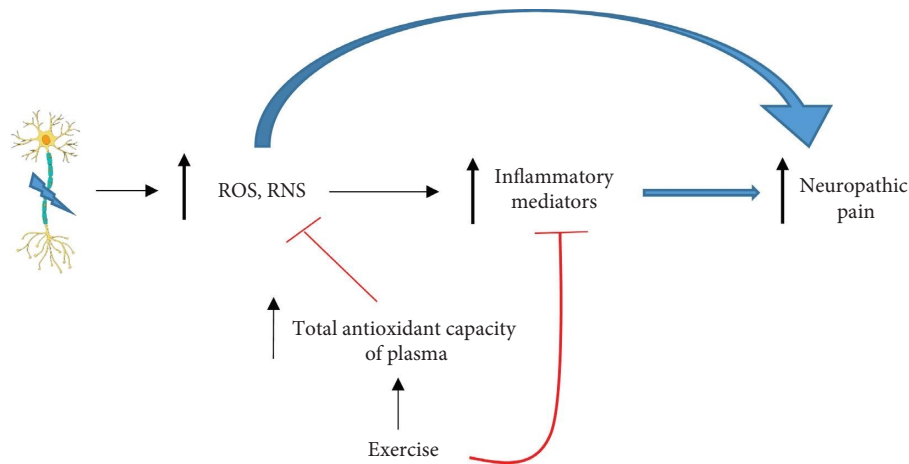 ROS, RNS
Inflammatory
mediators
Neuropathic
pain
Total antioxidant capacity
of plasma
Exercise